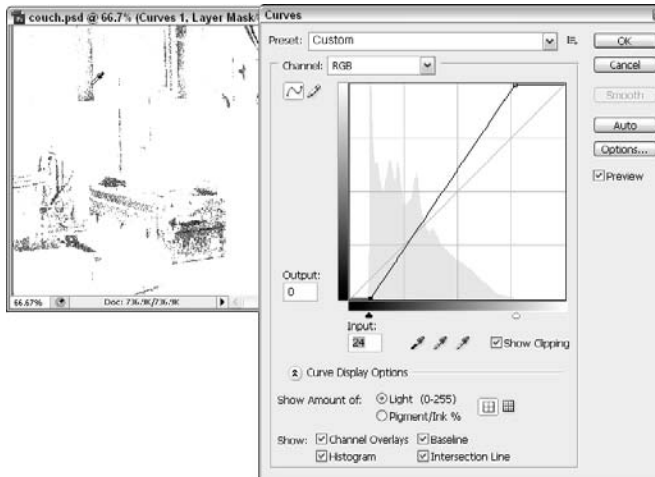 couch.psd @ 66.7% (Curves 1, Layer Mask
66.67%
Doc: 736.9K/736.9K
Curves
Preset: Custom
OK
Channel: RGB
Cancel
Smooth
Auto
Options...
Preview
Output:
0
Input:
24
Show Clipping
Curve Display Options
Show Amount of: Light (0-255)
Pigment/Ink %
Show: Channel Overlays Baseline
Histogram Intersection Line